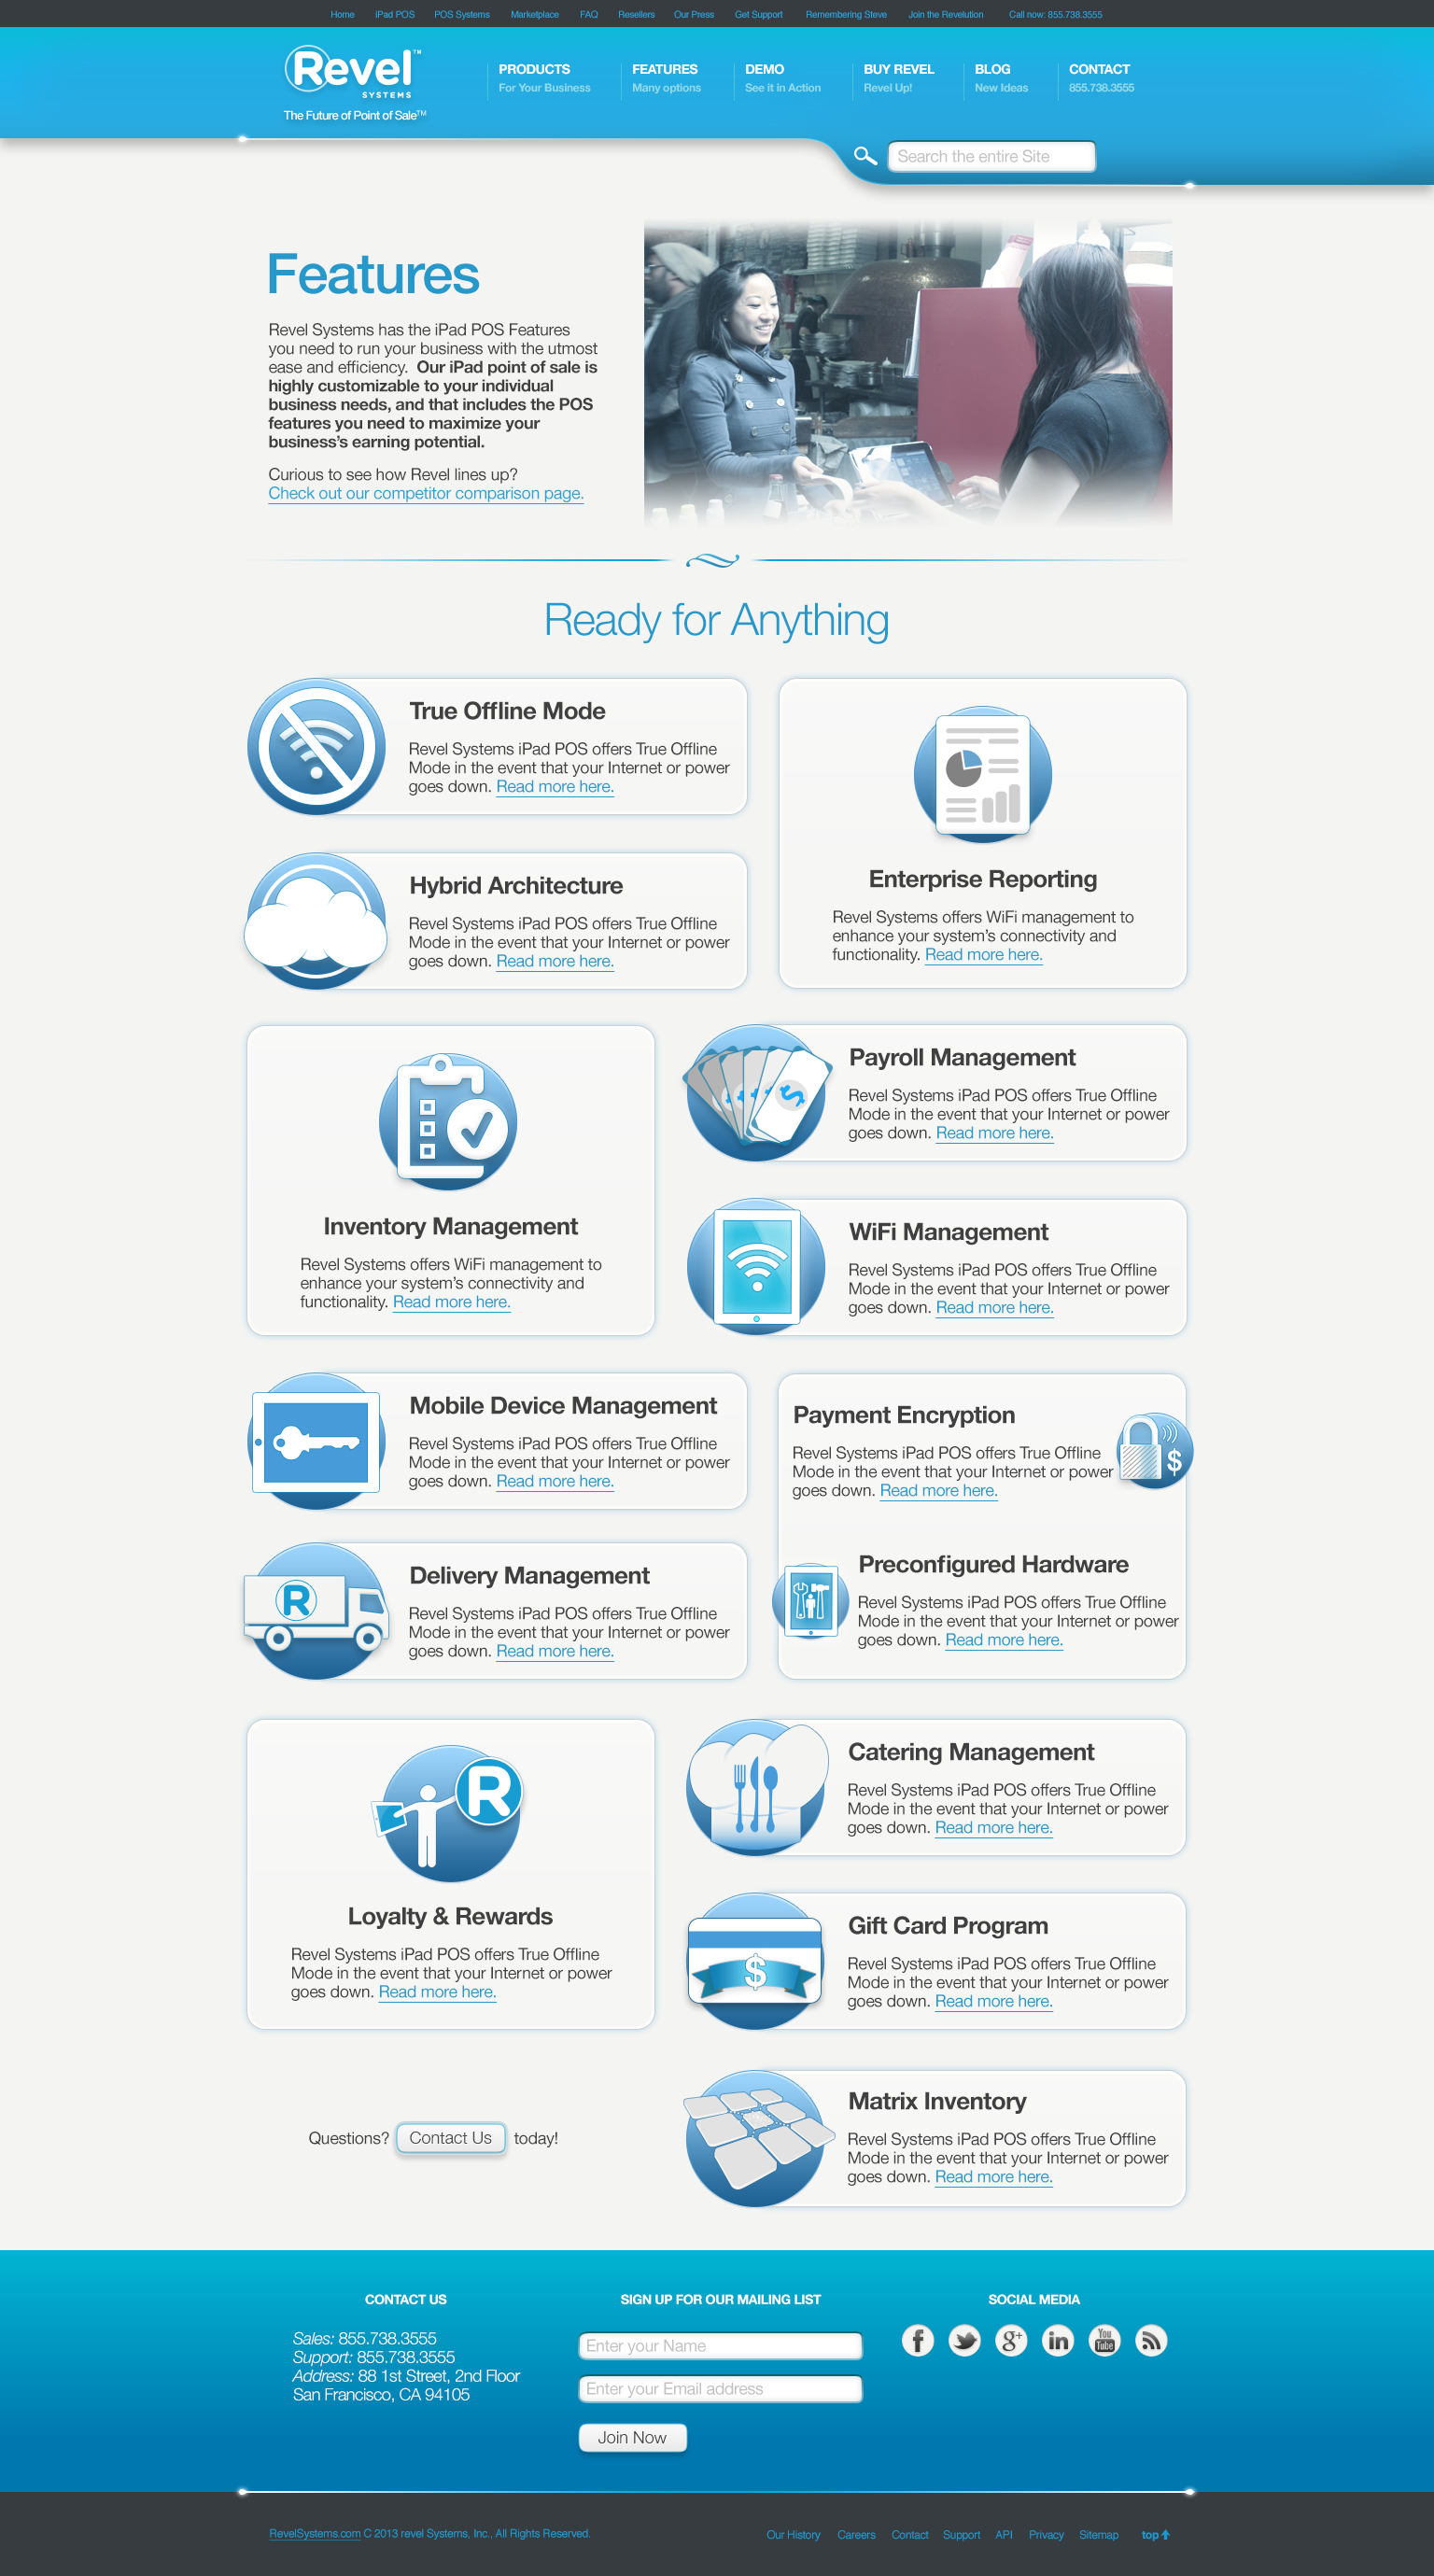 Home iPad POS POS Systems Marketplace FAQ Resellers Our Press Get Support Remembering Steve Join the Revelution Call now: 855.738.3555
Revel TM
SYSTEMS
The Future of Point of Sale™
PRODUCTS FEATURES DEMO BUY REVEL BLOG CONTACT
For Your Business Many options See it in Action Revel Up! New Ideas 855.738.3555
Search the entire Site
Features
Revel Systems has the iPad POS Features
you need to run your business with the utmost
ease and efficiency. Our iPad point of sale is
highly customizable to your individual
business needs, and that includes the POS
features you need to maximize your
business's earning potential.
Curious to see how Revel lines up?
Check out our competitor comparison page.
Ready for Anything
True Offline Mode
Revel Systems iPad POS offers True Offline
Mode in the event that your Internet or power
goes down. Read more here.
Hybrid Architecture
Revel Systems iPad POS offers True Offline
Mode in the event that your Internet or power
goes down. Read more here.
Enterprise Reporting
Revel Systems offers WiFi management to
enhance your system's connectivity and
functionality. Read more here.
Inventory Management
Revel Systems offers WiFi management to
enhance your system's connectivity and
functionality. Read more here.
$
Payroll Management
Revel Systems iPad POS offers True Offline
Mode in the event that your Internet or power
goes down. Read more here.
WiFi Management
Revel Systems iPad POS offers True Offline
Mode in the event that your Internet or power
goes down. Read more here.
Mobile Device Management
Revel Systems iPad POS offers True Offline
Mode in the event that your Internet or power
goes down. Read more here.
R
Delivery Management
Revel Systems iPad POS offers True Offline
Mode in the event that your Internet or power
goes down. Read more here.
Payment Encryption
Revel Systems iPad POS offers True Offline
Mode in the event that your Internet or power
goes down. Read more here.
$
Preconfigured Hardware
Revel Systems iPad POS offers True Offline
Mode in the event that your Internet or power
goes down. Read more here.
R
Loyalty & Rewards
Revel Systems iPad POS offers True Offline
Mode in the event that your Internet or power
goes down. Read more here.
Catering Management
Revel Systems iPad POS offers True Offline
Mode in the event that your Internet or power
goes down. Read more here.
$
Gift Card Program
Revel Systems iPad POS offers True Offline
Mode in the event that your Internet or power
goes down. Read more here.
Questions? Contact Us today!
Matrix Inventory
Revel Systems iPad POS offers True Offline
Mode in the event that your Internet or power
goes down. Read more here.
CONTACT US
Sales: 855.738.3555
Support: 855.738.3555
Address: 88 1st Street, 2nd Floor
San Francisco, CA 94105
SIGN UP FOR OUR MAILING LIST
Enter your Name
Enter your Email address
Join Now
SOCIAL MEDIA
f g+ in You Tube
RevelSystems.com C 2013 revel Systems, Inc., All Rights Reserved.
Our History Careers Contact Support API Privacy Sitemap top